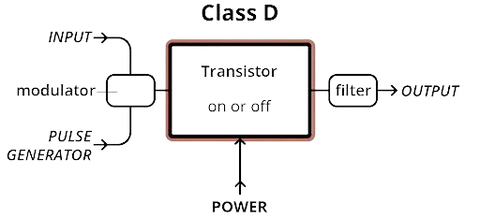 Class D
INPUT
modulator
PULSE
GENERATOR
Transistor
on or off
filter
OUTPUT
POWER